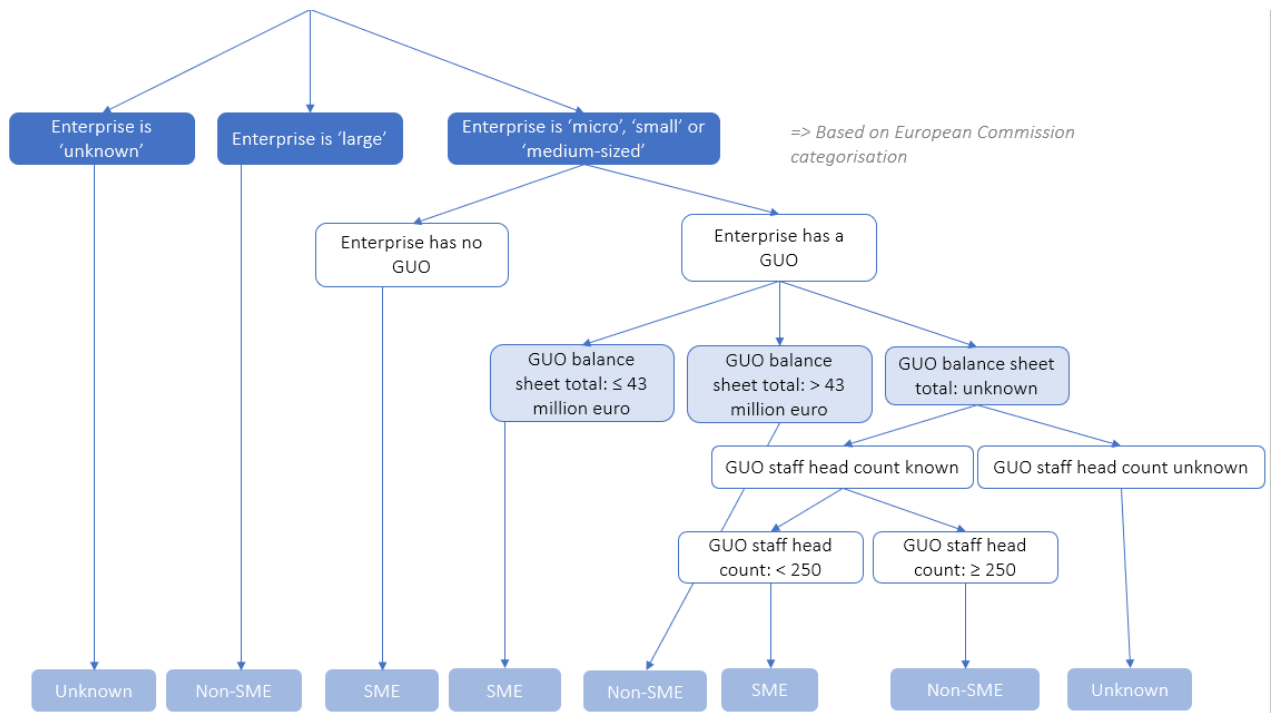 Enterprise is
‘unknown’
Enterprise is ‘large’
Enterprise is ‘micro’, ‘small’ or
‘medium-sized’
=> Based on European Commission
categorisation
Enterprise has no
GUO
Enterprise has a
GUO
GUO balance
sheet total: ≤ 43
million euro
GUO balance
sheet total: > 43
million euro
GUO balance sheet
total: unknown
GUO staff head count known
GUO staff head count unknown
GUO staff head
count: < 250
GUO staff head
count: ≥ 250
Unknown
Non-SME
SME
SME
Non-SME
SME
Non-SME
Unknown